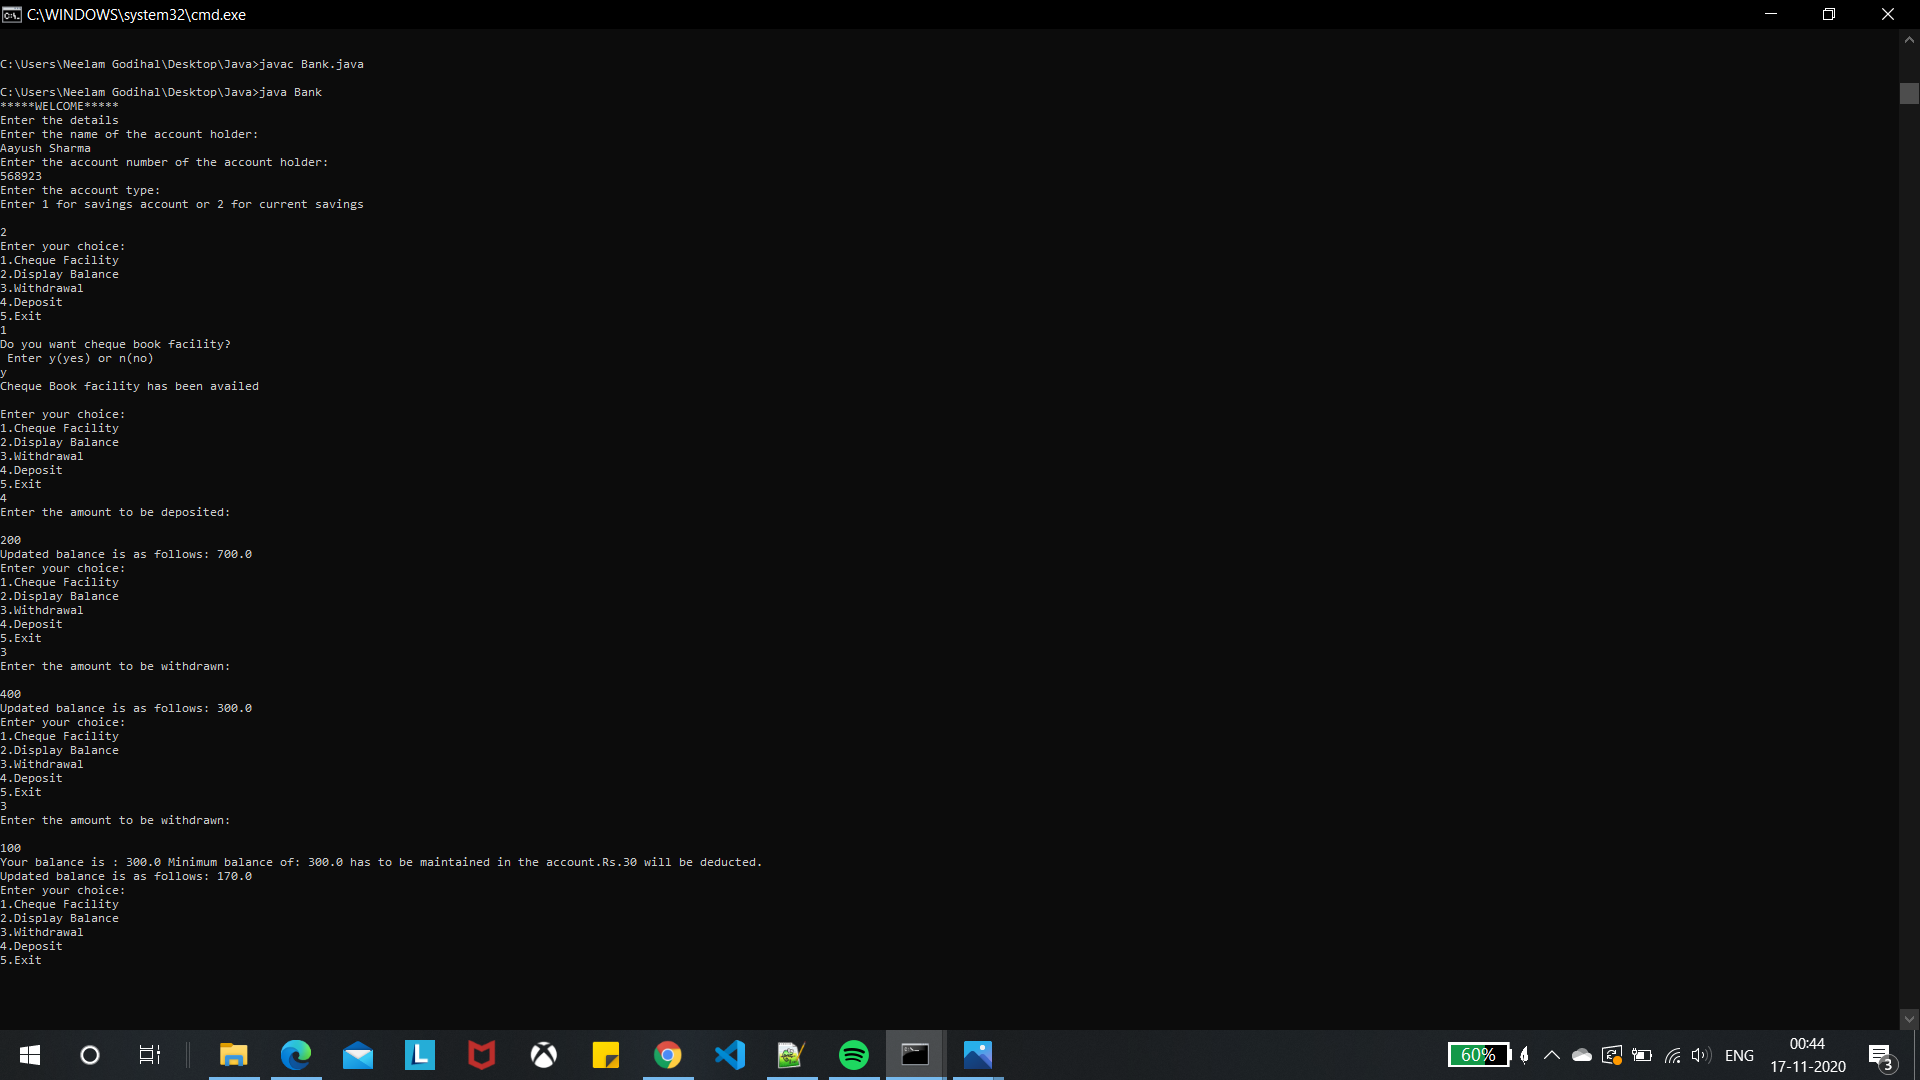 C:\WINDOWS\system32\cmd.exe
C:\Users\Neelam Godihal\Desktop\Java>javac Bank.java
C:\Users\Neelam Godihal\Desktop\Java>java Bank
*****WELCOME*****
Enter the details
Enter the name of the account holder:
Aayush Sharma
Enter the account number of the account holder:
568923
Enter the account type:
Enter 1 for savings account or 2 for current savings
2
Enter your choice:
1.Cheque Facility
2.Display Balance
3.Withdrawal
4.Deposit
5.Exit
1
Do you want cheque book facility?
 Enter y(yes) or n(no)
y
Cheque Book facility has been availed
Enter your choice:
1.Cheque Facility
2.Display Balance
3.Withdrawal
4.Deposit
5.Exit
4
Enter the amount to be deposited:
200
Updated balance is as follows: 700.0
Enter your choice:
1.Cheque Facility
2.Display Balance
3.Withdrawal
4.Deposit
5.Exit
3
Enter the amount to be withdrawn:
400
Updated balance is as follows: 300.0
Enter your choice:
1.Cheque Facility
2.Display Balance
3.Withdrawal
4.Deposit
5.Exit
3
Enter the amount to be withdrawn:
100
Your balance is : 300.0 Minimum balance of: 300.0 has to be maintained in the account.Rs.30 will be deducted.
Updated balance is as follows: 170.0
Enter your choice:
1.Cheque Facility
2.Display Balance
3.Withdrawal
4.Deposit
5.Exit
L
60%
ENG
00:44
17-11-2020
3